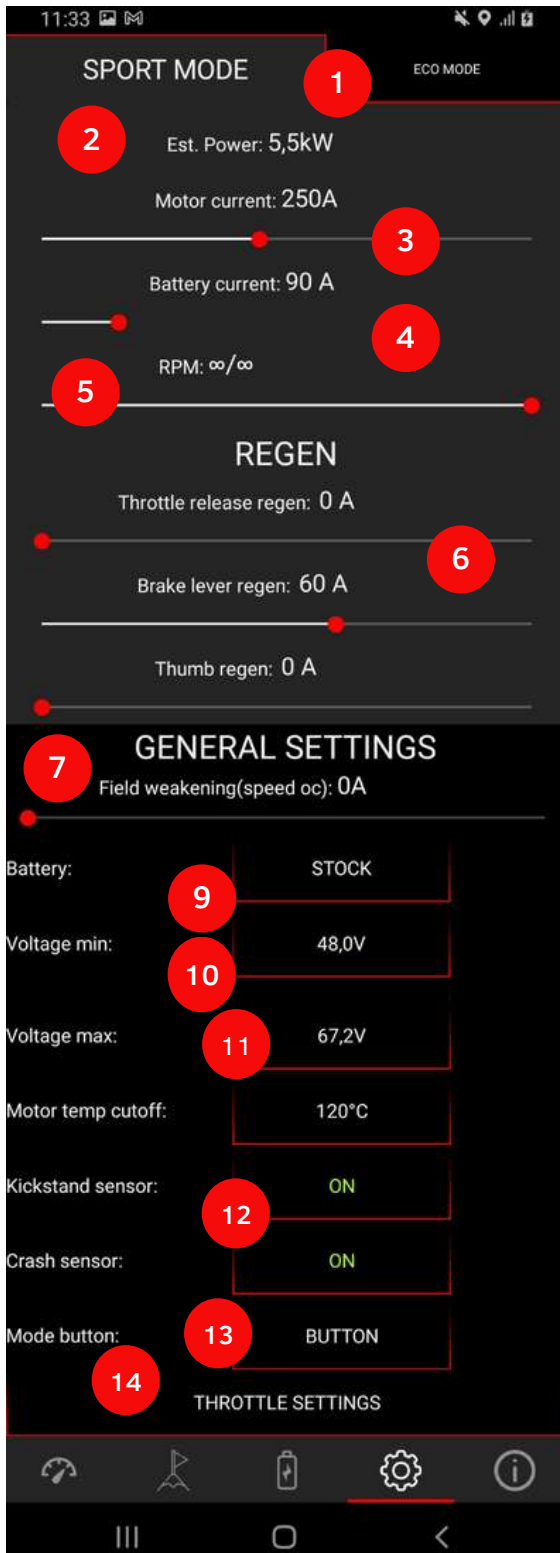 11:33
SPORT MODE
1
ECO MODE
2
Est. Power: 5,5kW
Motor current: 250A
3
Battery current: 90 A
4
RPM: ∞/∞
5
REGEN
Throttle release regen: 0 A
6
Brake lever regen: 60 A
Thumb regen: 0 A
GENERAL SETTINGS
7
Field weakening(speed oc): 0A
Battery: STOCK
9
Voltage min: 48,0V
10
Voltage max: 67,2V
11
Motor temp cutoff: 120°C
Kickstand sensor: ON
12
Crash sensor: ON
Mode button: 13 BUTTON
14
THROTTLE SETTINGS